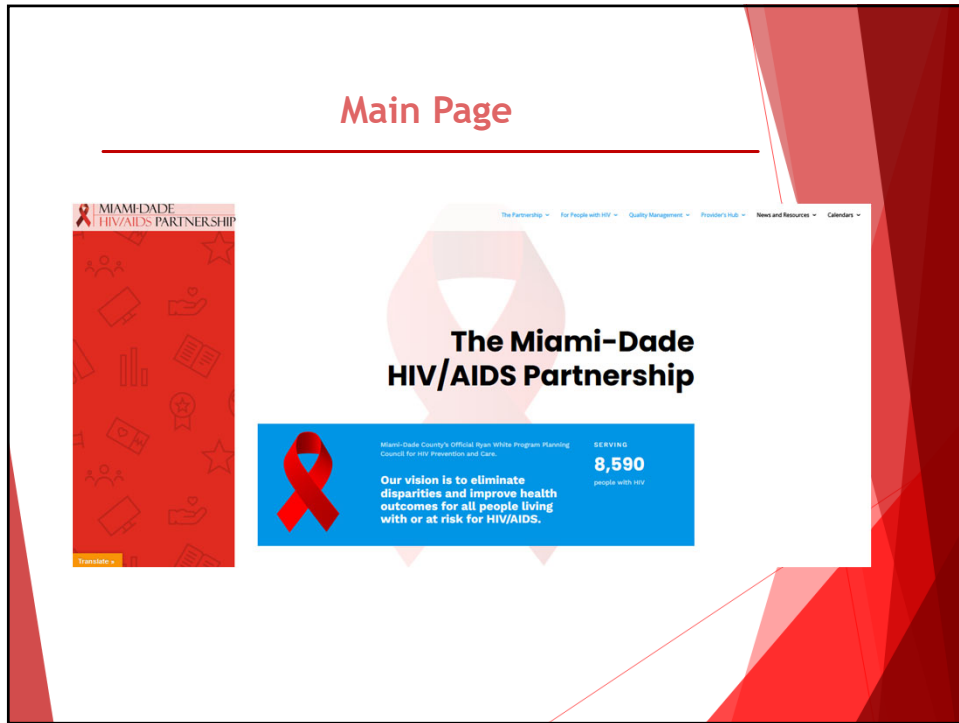 Main Page
MIAMI-DADE
HIV/AIDS PARTNERSHIP
The Partnership
For People with HIV
Quality Management
Provider's Hub
News and Resources
Calendars
The Miami-Dade
HIV/AIDS Partnership
Miami-Dade County's Official Ryan White Program Planning
Council for HIV Prevention and Care.
Our vision is to eliminate
disparities and improve health
outcomes for all people living
with or at risk for HIV/AIDS.
SERVING
8,590
people with HIV
Translate »